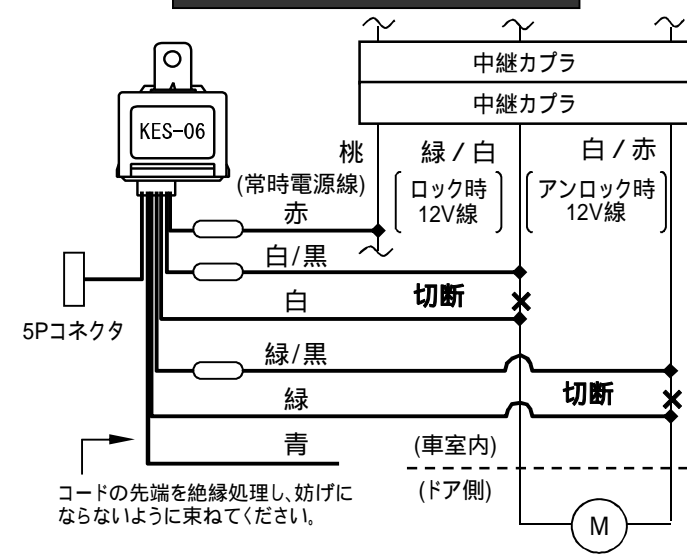 中継カプラ
中継カプラ
KES-06
桃
緑 / 白
白 / 赤
(常時電源線)
ロック時
12V線
アンロック時
12V線
赤
白/黒
切断
白
5Pコネクタ
緑/黒
切断
緑
青
(車室内)
(ドア側)
コードの先端を絶縁処理し、妨げに
ならないように束ねてください。
M